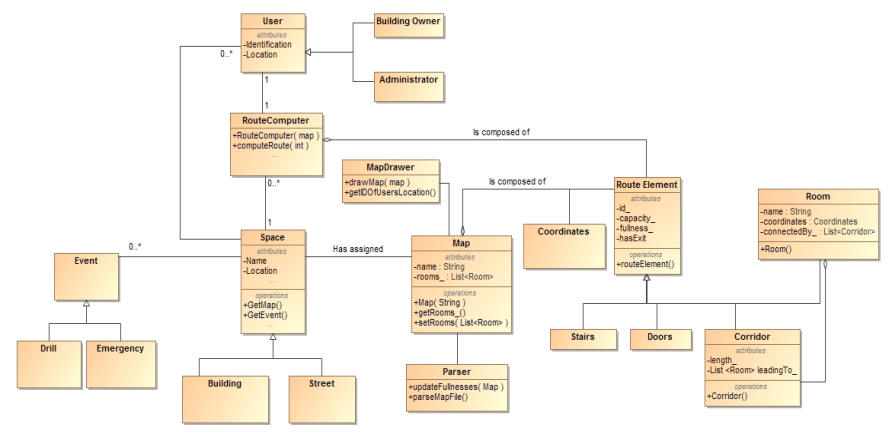 User
attributes
-Identification
-Location
Building Owner
Administrator
0..*
1
1
RouteComputer
+RouteComputer( map )
+computeRoute( int )
...
Is composed of
0..*
1
MapDrawer
+drawMap( map )
+getIDOfUsersLocation()
Is composed of
Coordinates
Route Element
attributes
-id_
-capacity_
-fullness_
-hasExit
operations
+routeElement()
Room
-name : String
-coordinates : Coordinates
-connectedBy_ : List<Corridor>
+Room()
Event
0..*
Space
attributes
-Name
-Location
...
operations
+GetMap()
+GetEvent()
...
Has assigned
Map
attributes
-name : String
-rooms_ : List<Room>
operations
+Map( String )
+getRooms_()
+setRooms( List<Room> )
Drill
Emergency
Building
Street
Parser
+updateFullnesses( Map )
+parseMapFile()
Stairs
Doors
Corridor
attributes
-length_
-List <Room> leadingTo_
operations
+Corridor()